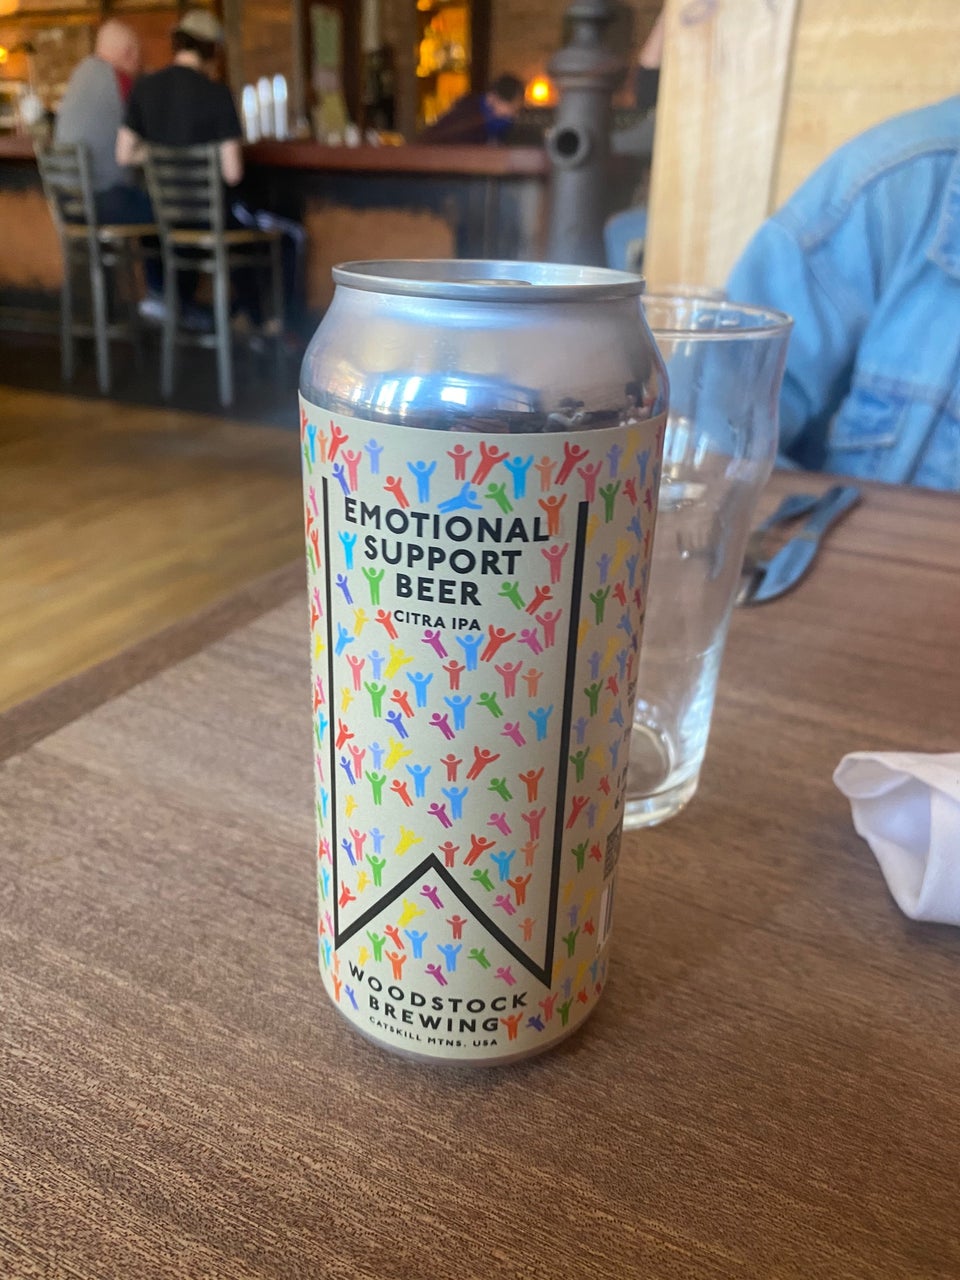 EMOTIONAL
SUPPORT
BEER
CITRA IPA
WOODSTOCK
BREWING
CATSKILL MTNS. USA